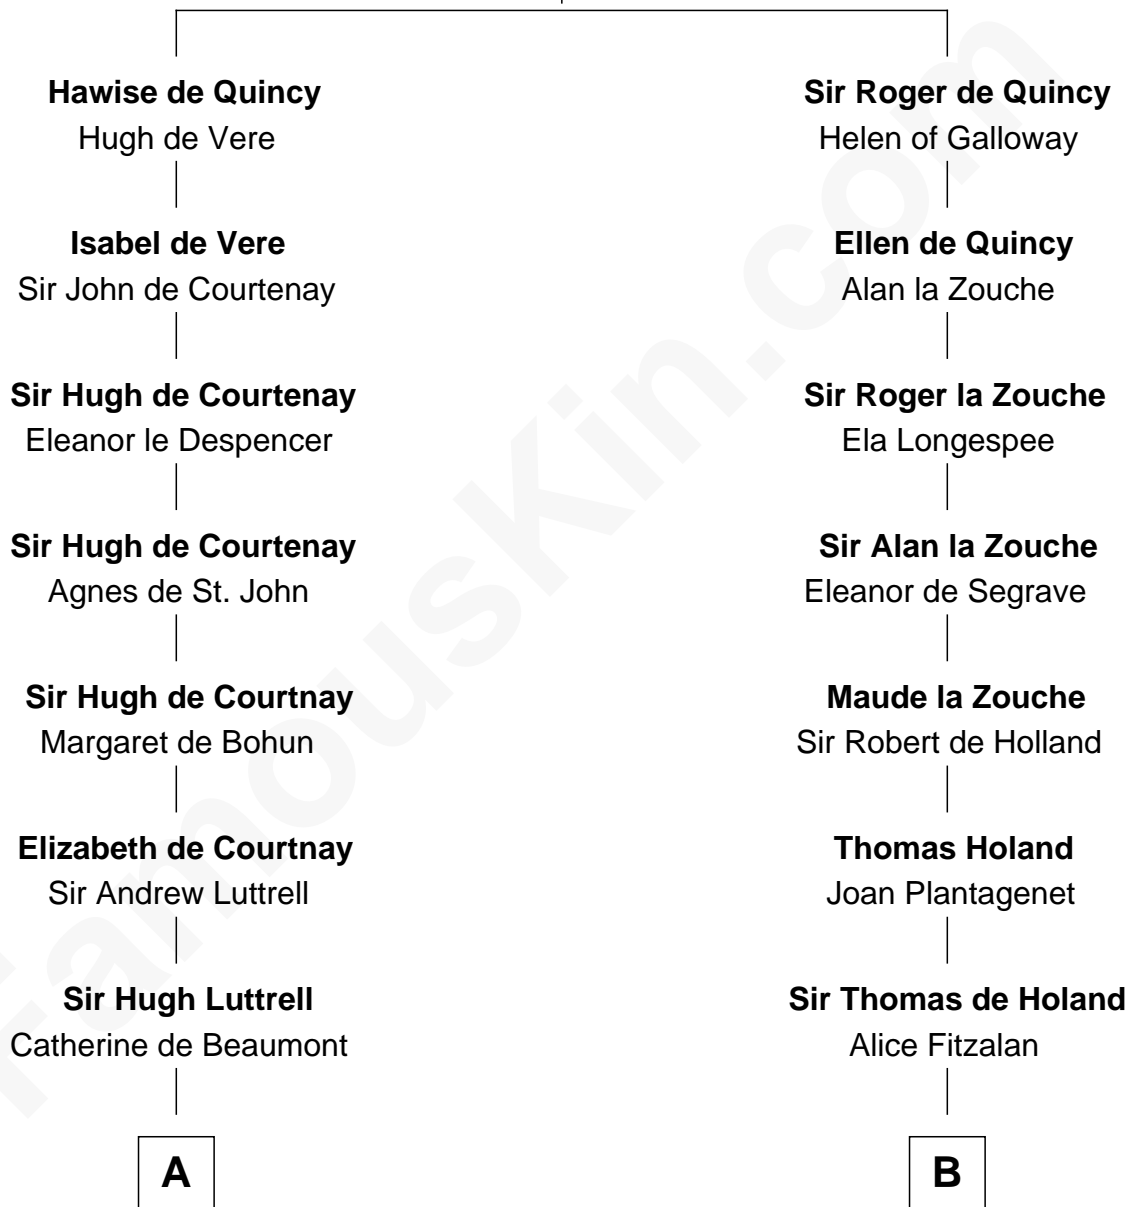 Hawise de Quincy
Hugh de Vere
Isabel de Vere
Sir John de Courtenay
Sir Hugh de Courtenay
Eleanor le Despencer
Sir Hugh de Courtenay
Agnes de St. John
Sir Hugh de Courtnay
Margaret de Bohun
Elizabeth de Courtnay
Sir Andrew Luttrell
Sir Hugh Luttrell
Catherine de Beaumont
A
Sir Roger de Quincy
Helen of Galloway
Ellen de Quincy
Alan la Zouche
Sir Roger la Zouche
Ela Longespee
Sir Alan la Zouche
Eleanor de Segrave
Maude la Zouche
Sir Robert de Holland
Thomas Holand
Joan Plantagenet
Sir Thomas de Holand
Alice Fitzalan
B
FamousKin.com